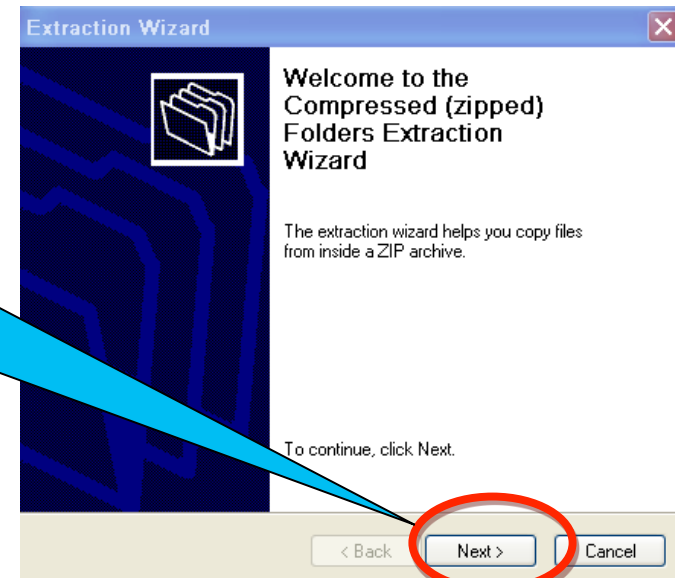 Extraction Wizard
Welcome to the
Compressed (zipped)
Folders Extraction
Wizard
The extraction wizard helps you copy files
from inside a ZIP archive.
To continue, click Next.
< Back
Next >
Cancel